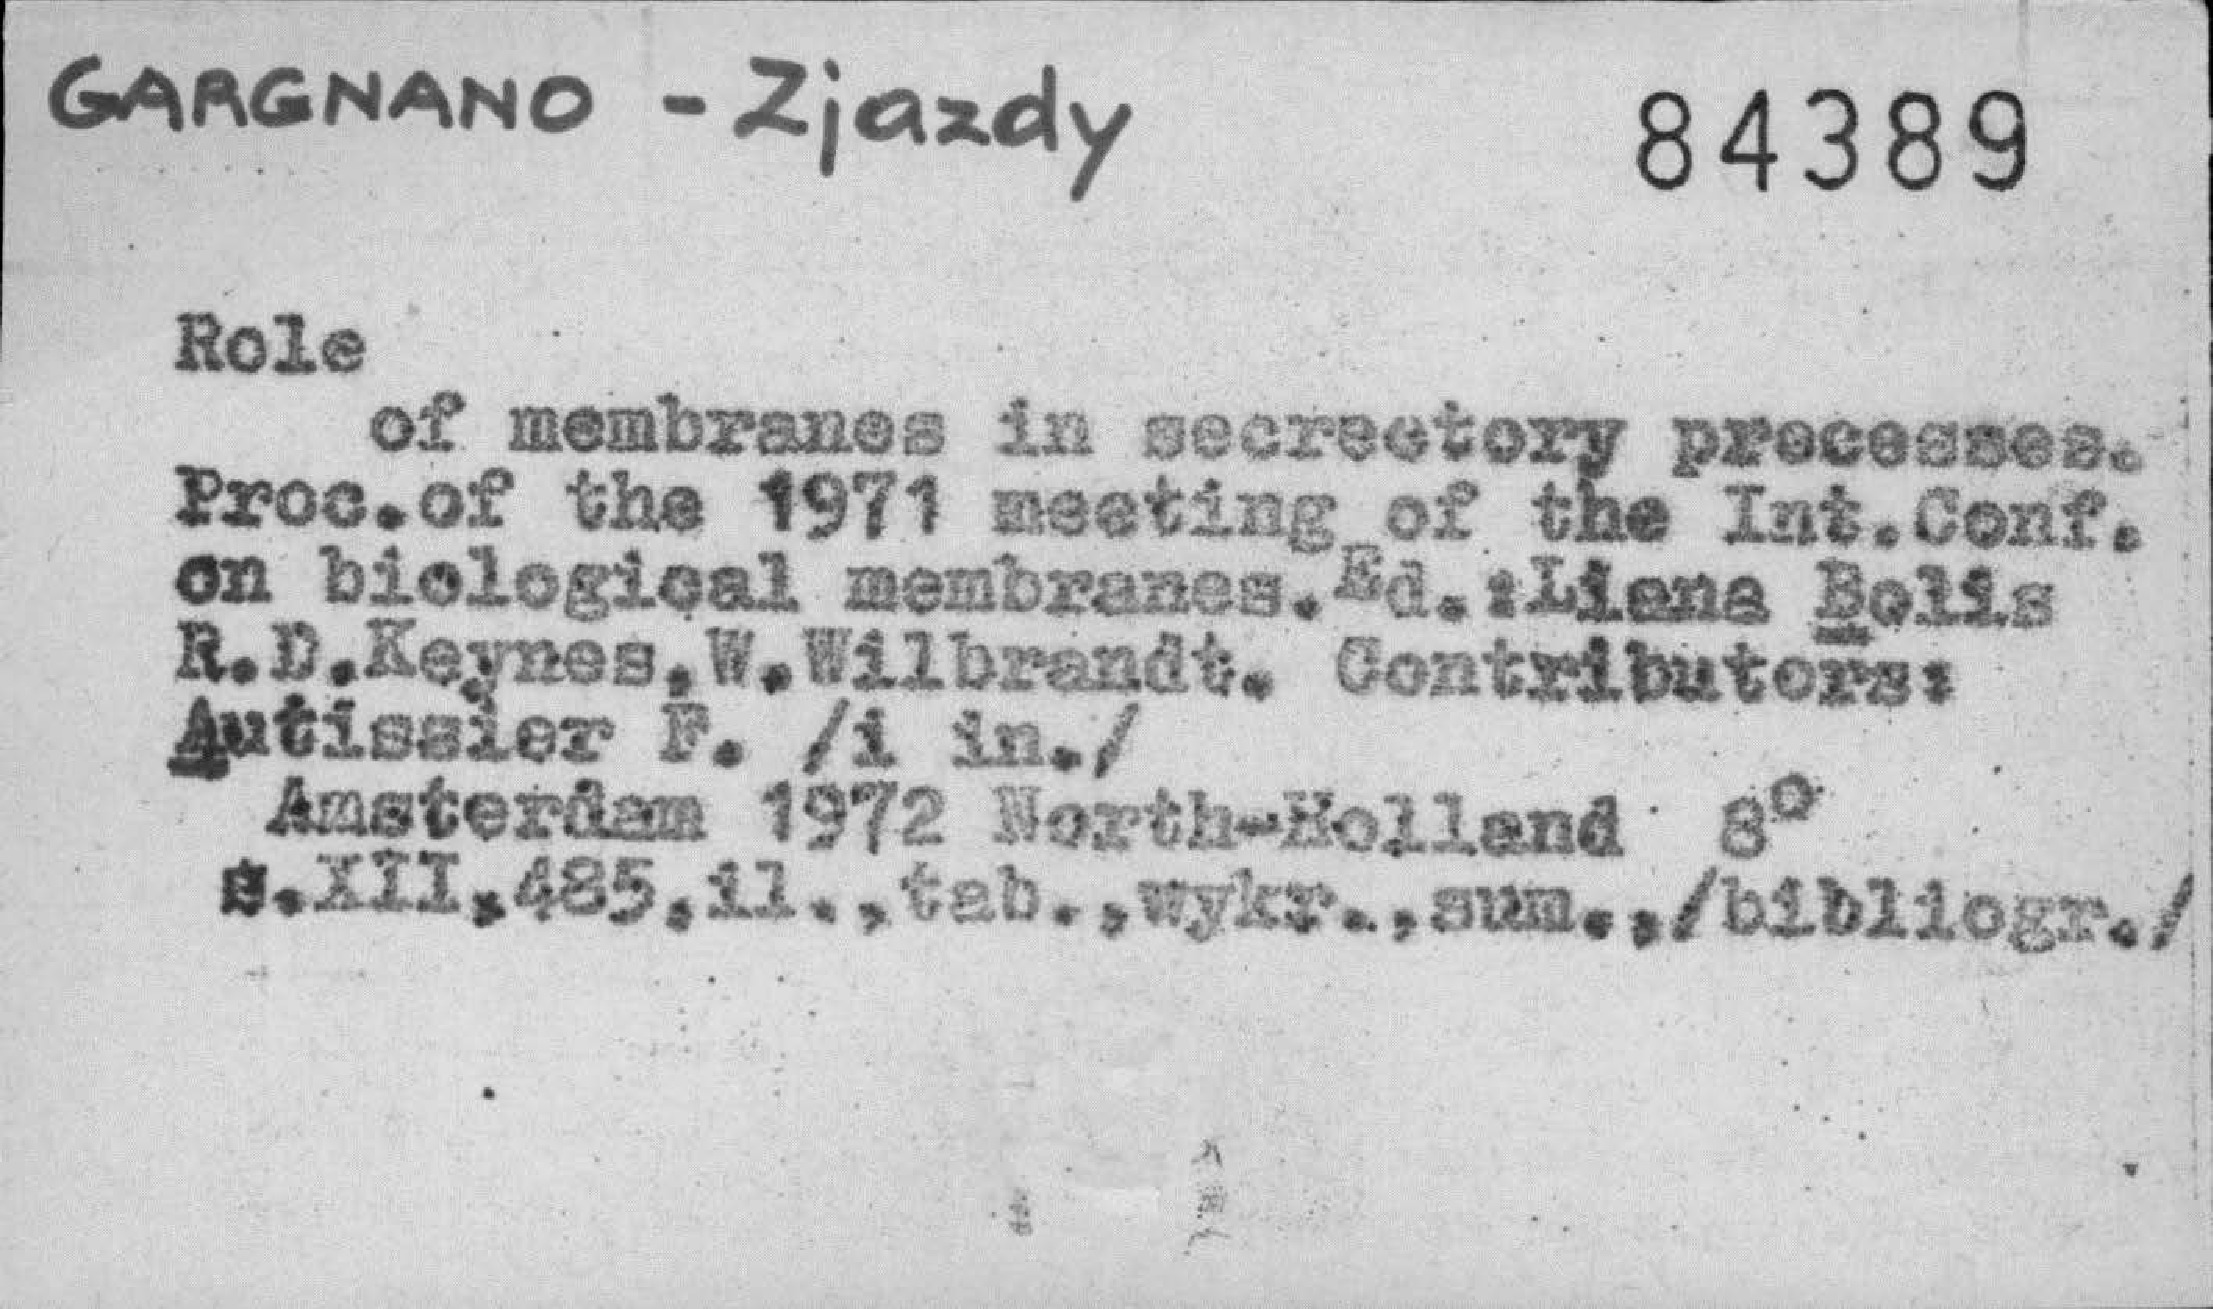 GARGNANO - Zjazdy 84389
Role
of membranes in secreetory processes.
Proc.of the 1971 meeting of the Int.Conf.
on biological membranes.Ed.:Liana Bolis
R.D.Keynes,W.Wilbrandt. Contributors:
Autissier F. /i in./
Amsterdam 1972 North-Holland 8°
s.XII,485,il.,tab.,wykr.,sum.,/bibliogr./